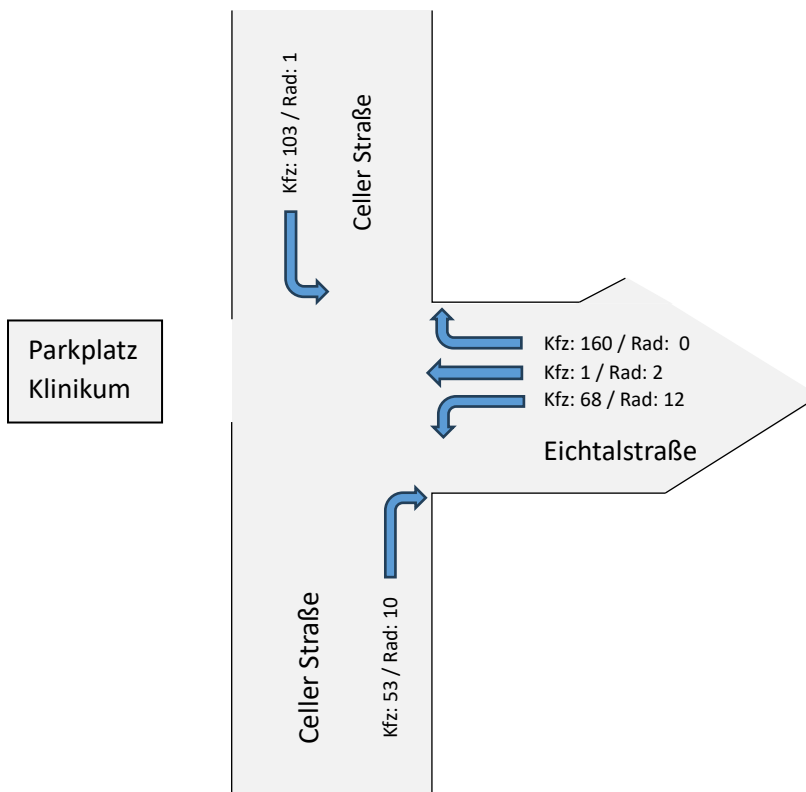 Kfz: 103 / Rad: 1
Celler Straße
Parkplatz
Klinikum
Kfz: 160 / Rad:  0
Kfz: 1 / Rad: 2
Kfz: 68 / Rad: 12
Eichtalstraße
Celler Straße
Kfz: 53 / Rad: 10